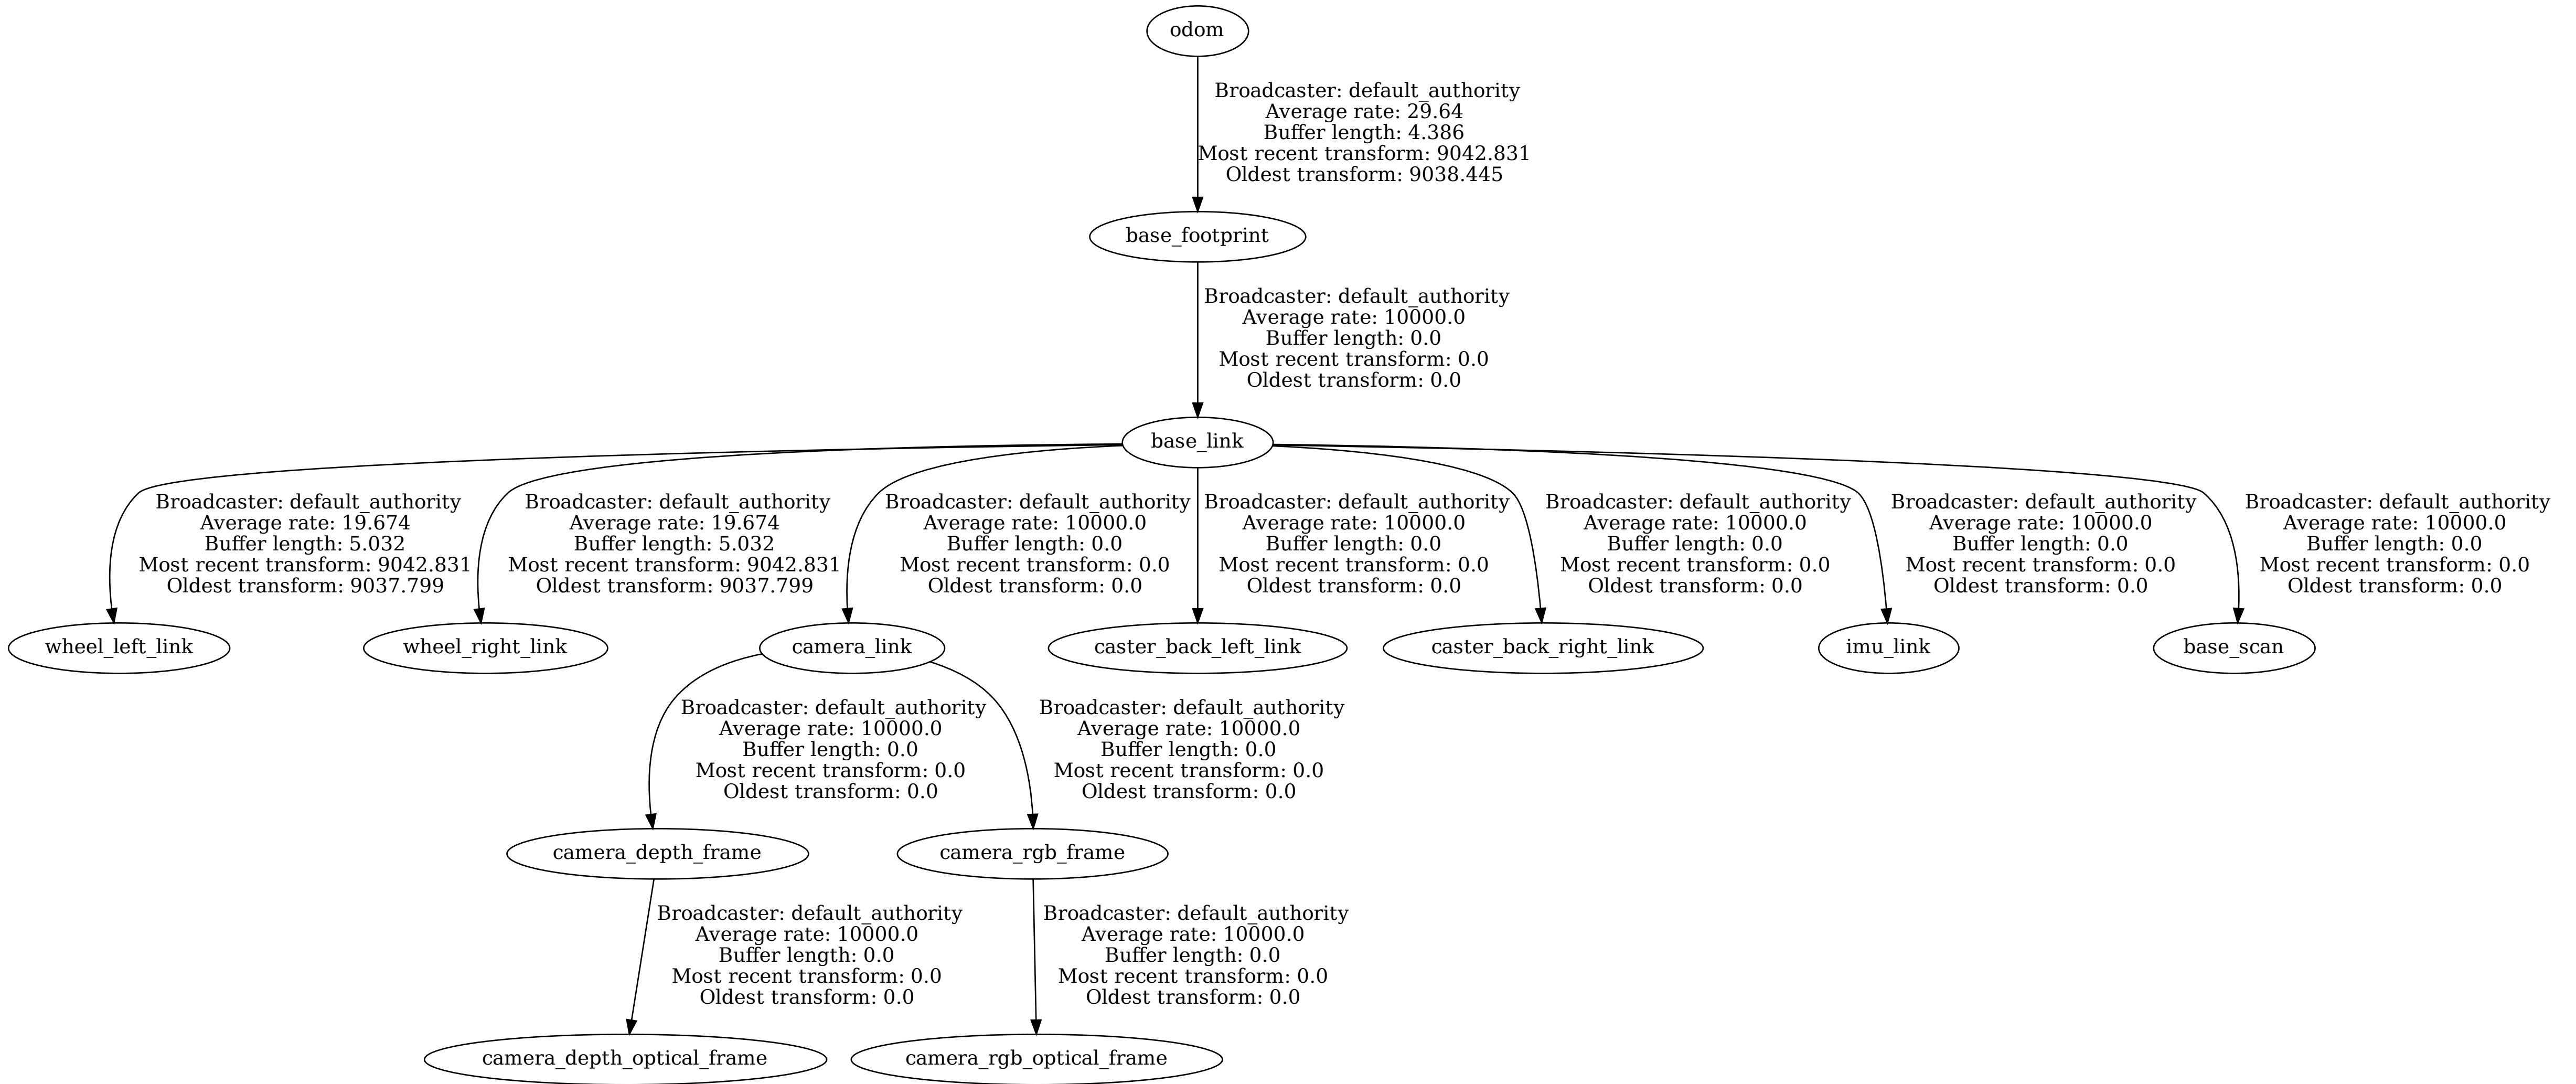 odom
Broadcaster: default_authority
Average rate: 29.64
Buffer length: 4.386
Most recent transform: 9042.831
Oldest transform: 9038.445
base_footprint
Broadcaster: default_authority
Average rate: 10000.0
Buffer length: 0.0
Most recent transform: 0.0
Oldest transform: 0.0
base_link
Broadcaster: default_authority
Average rate: 19.674
Buffer length: 5.032
Most recent transform: 9042.831
Oldest transform: 9037.799
Broadcaster: default_authority
Average rate: 19.674
Buffer length: 5.032
Most recent transform: 9042.831
Oldest transform: 9037.799
Broadcaster: default_authority
Average rate: 10000.0
Buffer length: 0.0
Most recent transform: 0.0
Oldest transform: 0.0
Broadcaster: default_authority
Average rate: 10000.0
Buffer length: 0.0
Most recent transform: 0.0
Oldest transform: 0.0
Broadcaster: default_authority
Average rate: 10000.0
Buffer length: 0.0
Most recent transform: 0.0
Oldest transform: 0.0
Broadcaster: default_authority
Average rate: 10000.0
Buffer length: 0.0
Most recent transform: 0.0
Oldest transform: 0.0
Broadcaster: default_authority
Average rate: 10000.0
Buffer length: 0.0
Most recent transform: 0.0
Oldest transform: 0.0
wheel_left_link
wheel_right_link
camera_link
caster_back_left_link
caster_back_right_link
imu_link
base_scan
Broadcaster: default_authority
Average rate: 10000.0
Buffer length: 0.0
Most recent transform: 0.0
Oldest transform: 0.0
Broadcaster: default_authority
Average rate: 10000.0
Buffer length: 0.0
Most recent transform: 0.0
Oldest transform: 0.0
camera_depth_frame
camera_rgb_frame
Broadcaster: default_authority
Average rate: 10000.0
Buffer length: 0.0
Most recent transform: 0.0
Oldest transform: 0.0
Broadcaster: default_authority
Average rate: 10000.0
Buffer length: 0.0
Most recent transform: 0.0
Oldest transform: 0.0
camera_depth_optical_frame
camera_rgb_optical_frame